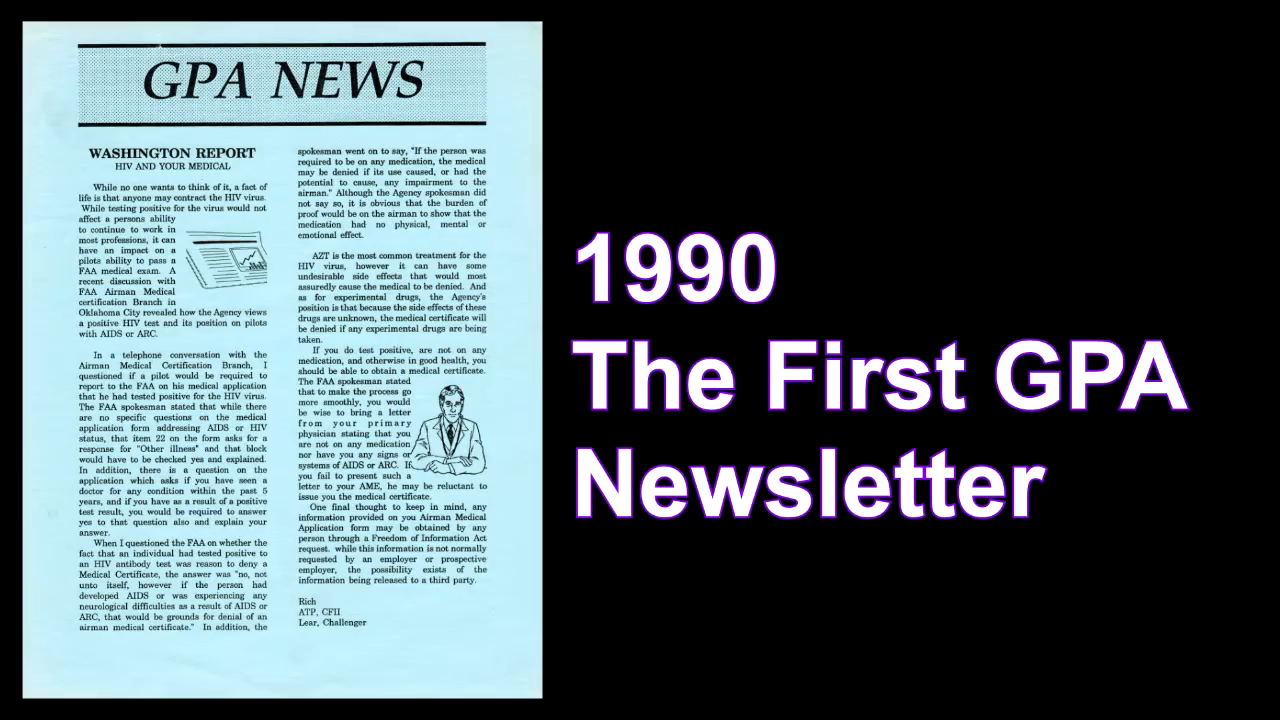 GPA NEWS
WASHINGTON REPORT
HIV AND YOUR MEDICAL
While no one wants to think of it, a fact of
life is that anyone may contract the HIV virus.
While testing positive for the virus would not
affect a persons ability
to continue to work in
most professions, it can
have an impact on a
pilots ability to pass a
FAA medical exam. A
recent discussion with
FAA Airman Medical
certification Branch in
Oklahoma City revealed how the Agency views
a positive HIV test and its position on pilots
with AIDS or ARC.
In a telephone conversation with the
Airman Medical Certification Branch, I
questioned if a pilot would be required to
report to the FAA on his medical application
that he had tested positive for the HIV virus.
The FAA spokesman stated that while there
are no specific questions on the medical
application form addressing AIDS or HIV
status, that item 22 on the form asks for a
response for "Other illness" and that block
would have to be checked yes and explained.
In addition, there is a question on the
application which asks if you have seen a
doctor for any condition within the past 5
years, and if you have as a result of a positive
test result, you would be required to answer
yes to that question also and explain your
answer.
When I questioned the FAA on whether the
fact that an individual had tested positive to
an HIV antibody test was reason to deny a
Medical Certificate, the answer was "no, not
unto itself, however if the person had
developed AIDS or was experiencing any
neurological difficulties as a result of AIDS or
ARC, that would be grounds for denial of an
airman medical certificate." In addition, the
spokesman went on to say, "If the person was
required to be on any medication, the medical
may be denied if its use caused, or had the
potential to cause, any impairment to the
airman." Although the Agency spokesman did
not say so, it is obvious that the burden of
proof would be on the airman to show that the
medication had no physical, mental or
emotional effect.
AZT is the most common treatment for the
HIV virus, however it can have some
undesirable side effects that would most
assuredly cause the medical to be denied. And
as for experimental drugs, the Agency's
position is that because the side effects of these
drugs are unknown, the medical certificate will
be denied if any experimental drugs are being
taken.
If you do test positive, are not on any
medication, and otherwise in good health, you
should be able to obtain a medical certificate.
The FAA spokesman stated
that to make the process go
more smoothly, you would
be wise to bring a letter
from your primary
physician stating that you
are not on any medication
nor have you any signs or
systems of AIDS or ARC. If
you fail to present such a
letter to your AME, he may be reluctant to
issue you the medical certificate.
One final thought to keep in mind, any
information provided on you Airman Medical
Application form may be obtained by any
person through a Freedom of Information Act
request. while this information is not normally
requested by an employer or prospective
employer, the possibility exists of the
information being released to a third party.
Rich
ATP, CFII
Lear, Challenger
1990
The First GPA
Newsletter